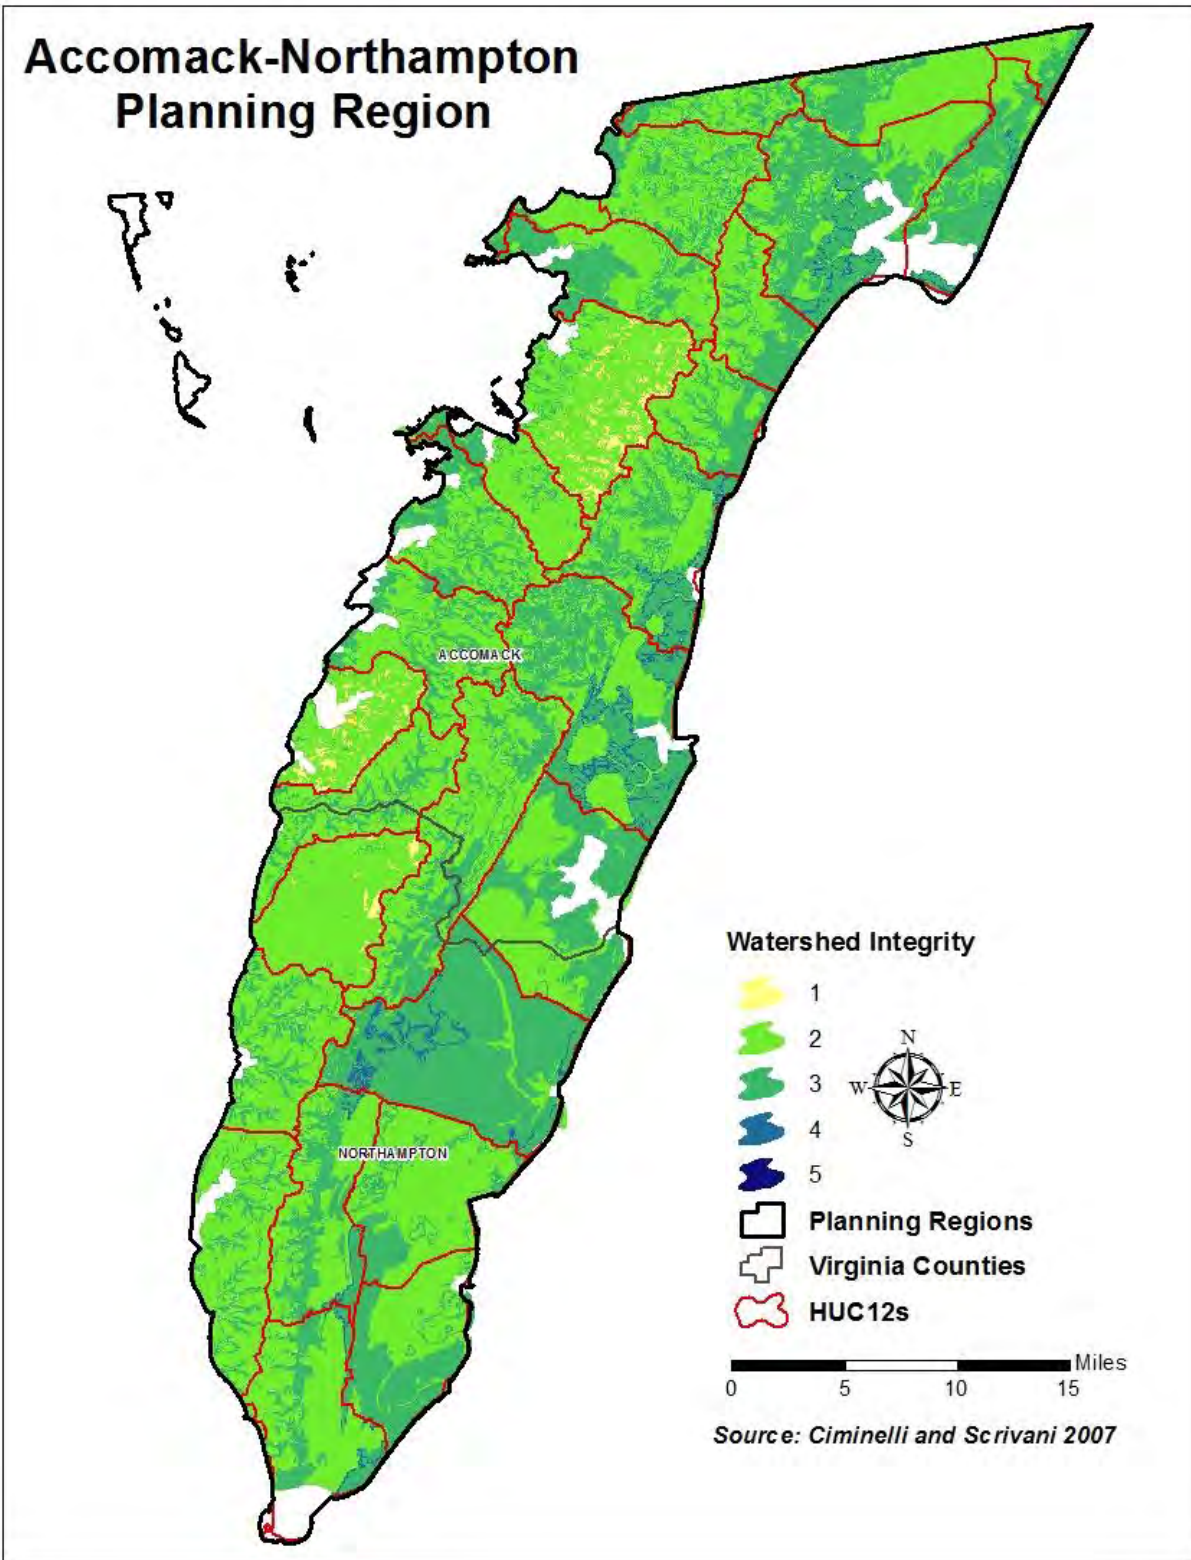 Accomack-Northampton
Planning Region
ACCOMACK
NORTHAMPTON
Watershed Integrity
1
2
3
4
5
N
W
E
S
Planning Regions
Virginia Counties
HUC12s
Miles
0 5 10 15
Source: Ciminelli and Scrivani 2007